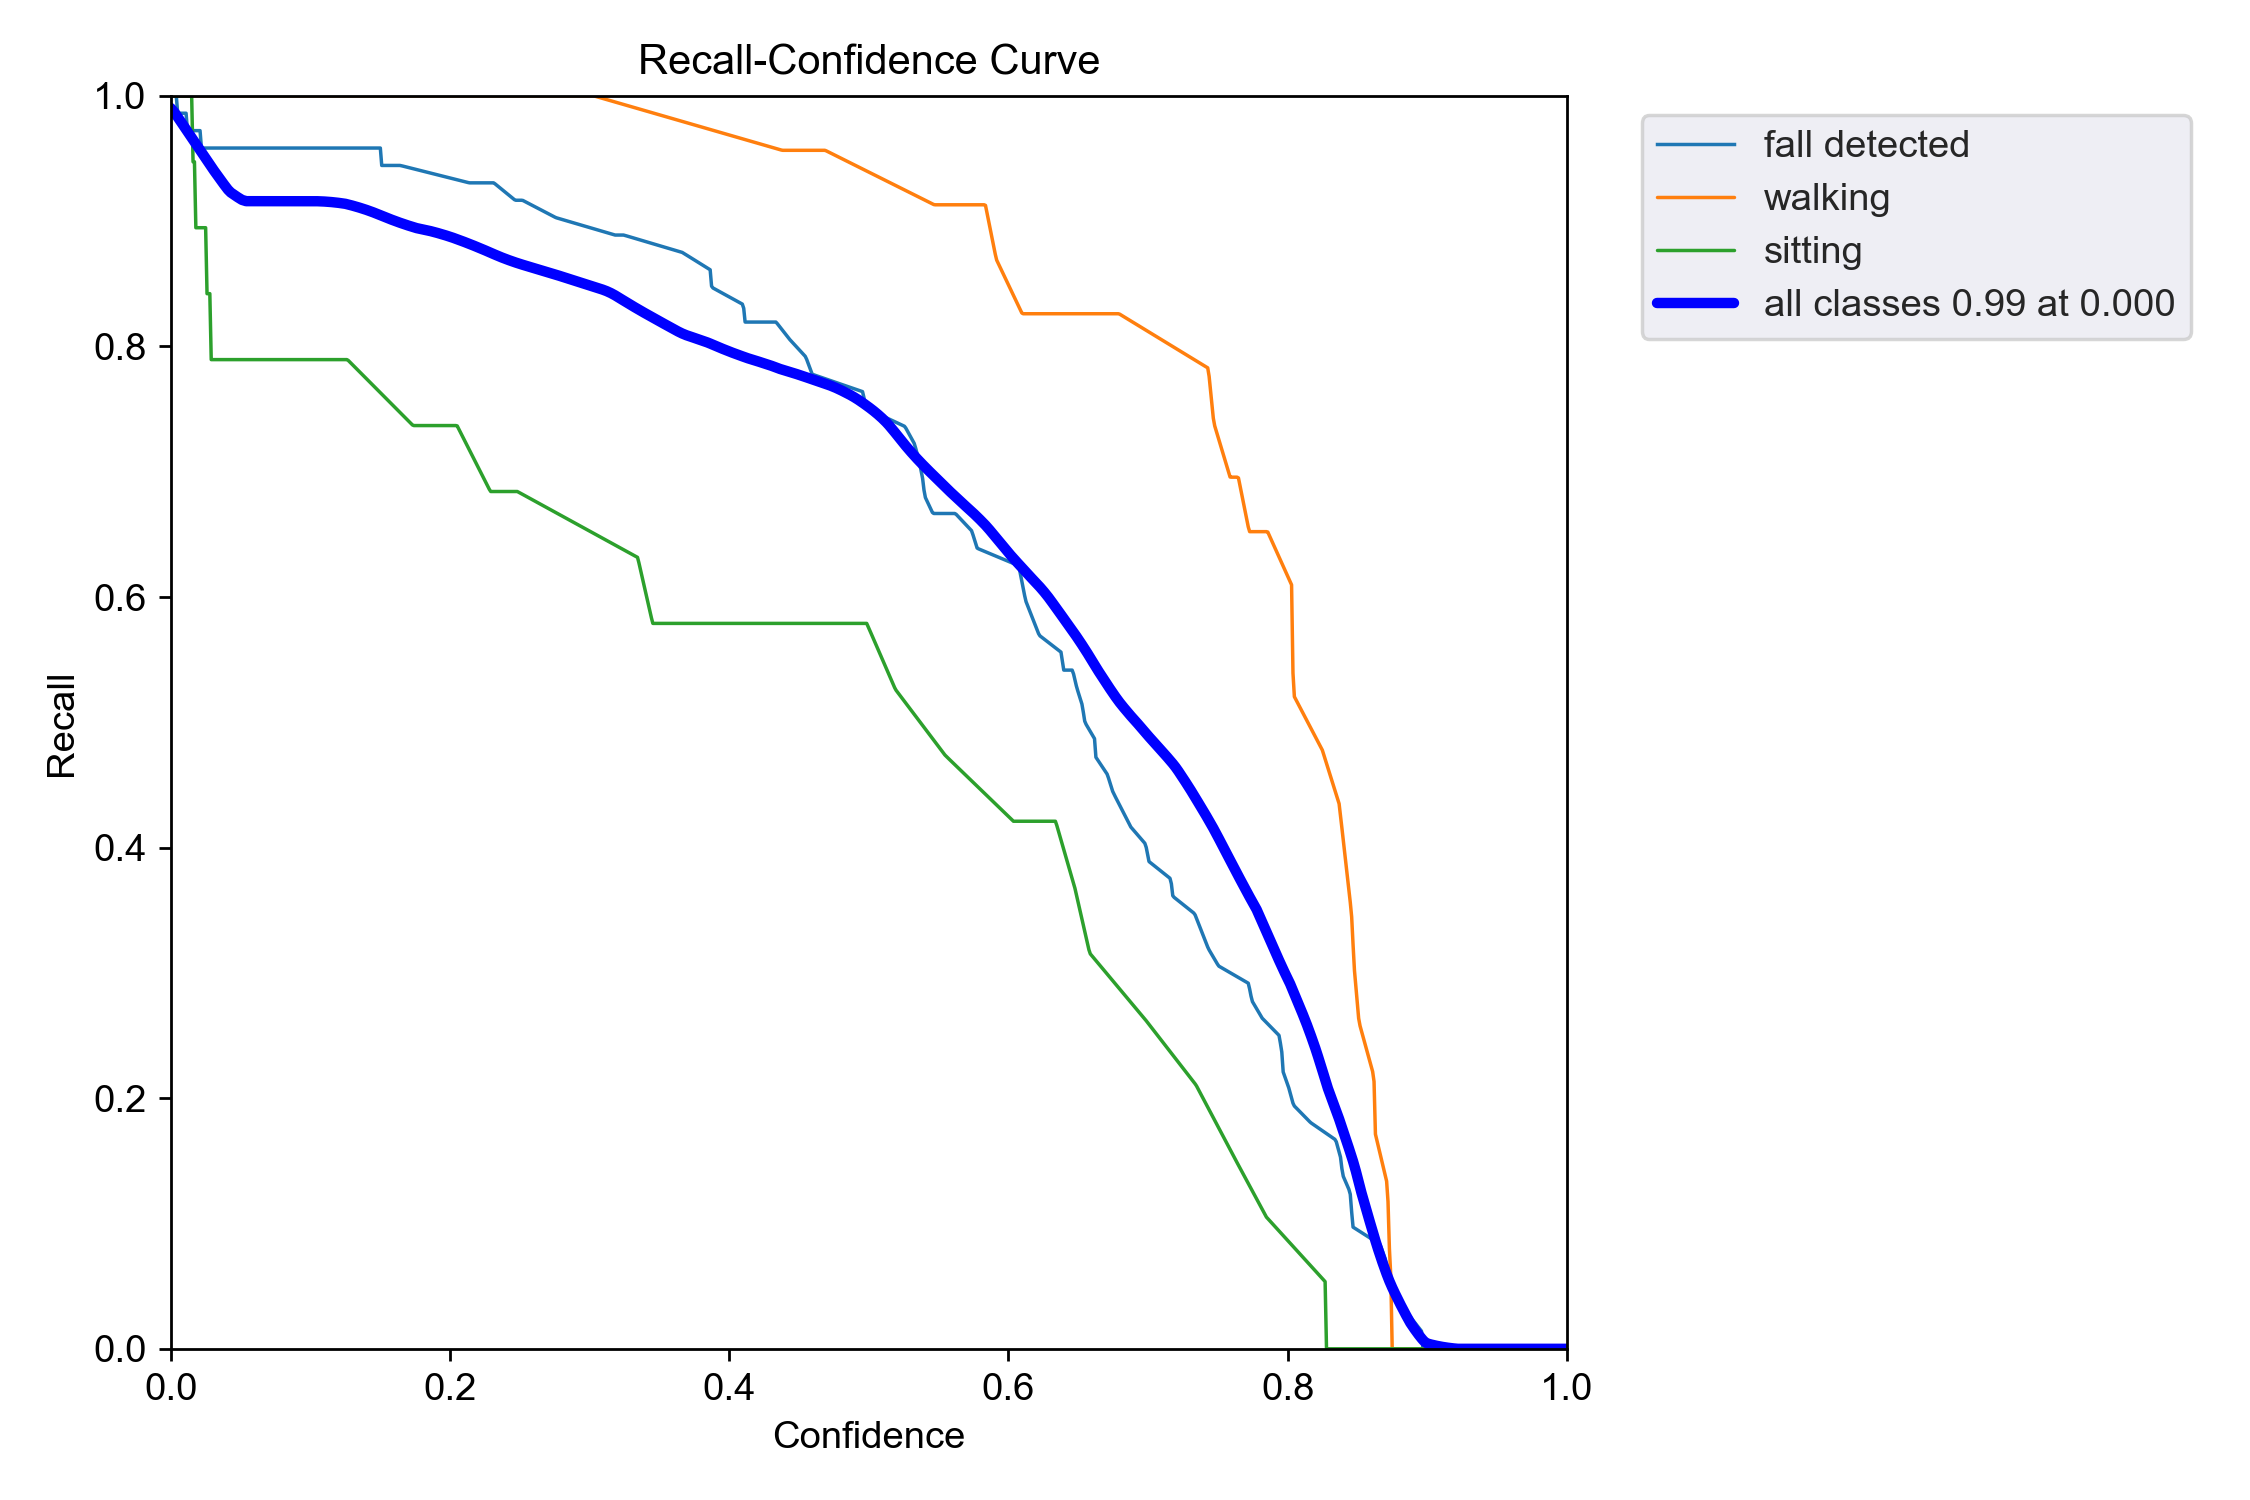 Recall-Confidence Curve
1.0
0.8
0.6
0.4
0.2
0.0
Recall
0.0 0.2 0.4 0.6 0.8 1.0
Confidence
fall detected
walking
sitting
all classes 0.99 at 0.000